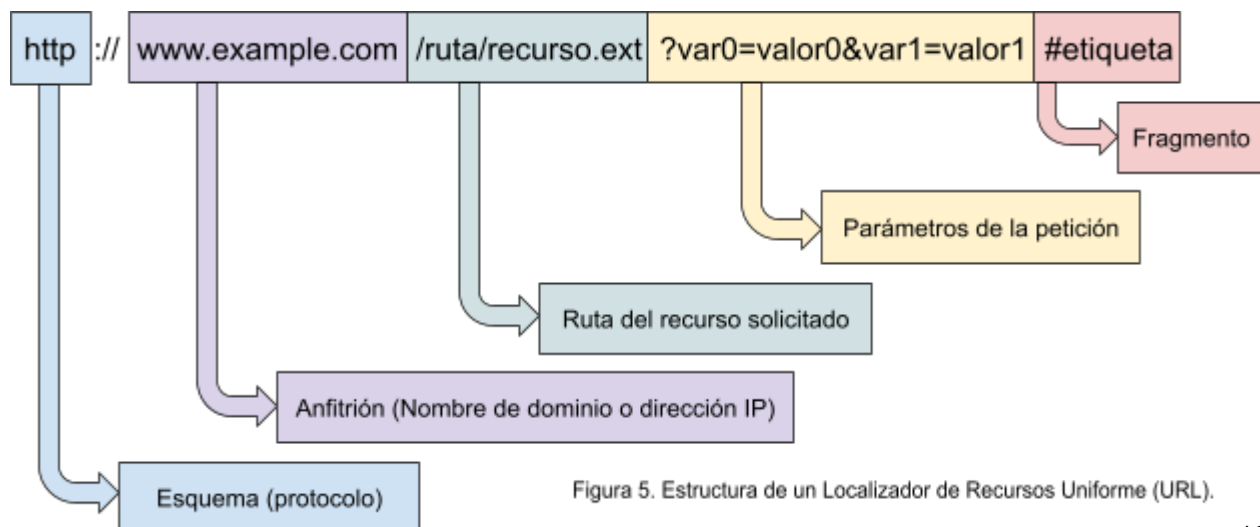 http :// www.example.com /ruta/recurso.ext ?var0=valor0&var1=valor1 #etiqueta
Fragmento
Parámetros de la petición
Ruta del recurso solicitado
Anfitrión (Nombre de dominio o dirección IP)
Esquema (protocolo)
Figura 5. Estructura de un Localizador de Recursos Uniforme (URL).